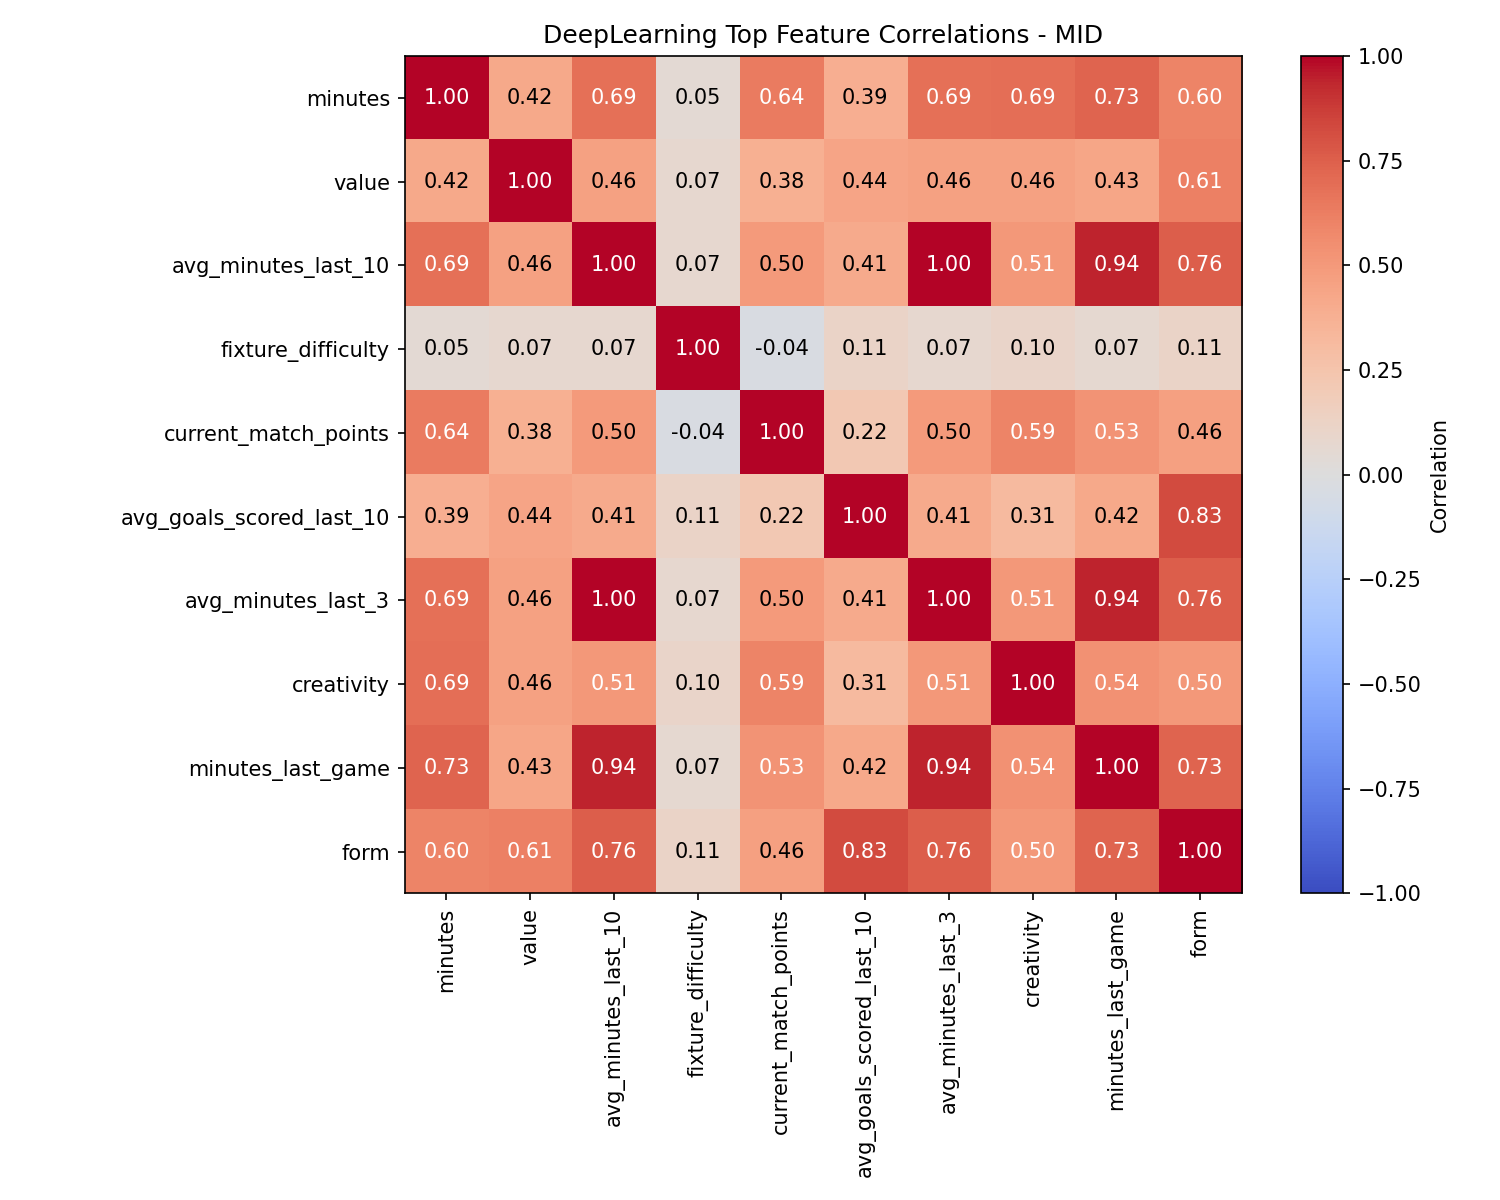 DeepLearning Top Feature Correlations - MID
minutes 1.00 0.42 0.69 0.05 0.64 0.39 0.69 0.69 0.73 0.60
value 0.42 1.00 0.46 0.07 0.38 0.44 0.46 0.46 0.43 0.61
avg_minutes_last_10 0.69 0.46 1.00 0.07 0.50 0.41 1.00 0.51 0.94 0.76
fixture_difficulty 0.05 0.07 0.07 1.00 -0.04 0.11 0.07 0.10 0.07 0.11
current_match_points 0.64 0.38 0.50 -0.04 1.00 0.22 0.50 0.59 0.53 0.46
avg_goals_scored_last_10 0.39 0.44 0.41 0.11 0.22 1.00 0.41 0.31 0.42 0.83
avg_minutes_last_3 0.69 0.46 1.00 0.07 0.50 0.41 1.00 0.51 0.94 0.76
creativity 0.69 0.46 0.51 0.10 0.59 0.31 0.51 1.00 0.54 0.50
minutes_last_game 0.73 0.43 0.94 0.07 0.53 0.42 0.94 0.54 1.00 0.73
form 0.60 0.61 0.76 0.11 0.46 0.83 0.76 0.50 0.73 1.00
minutes
value
avg_minutes_last_10
fixture_difficulty
current_match_points
avg_goals_scored_last_10
avg_minutes_last_3
creativity
minutes_last_game
form
1.00
0.75
0.50
0.25
0.00
−0.25
−0.50
−0.75
−1.00
Correlation